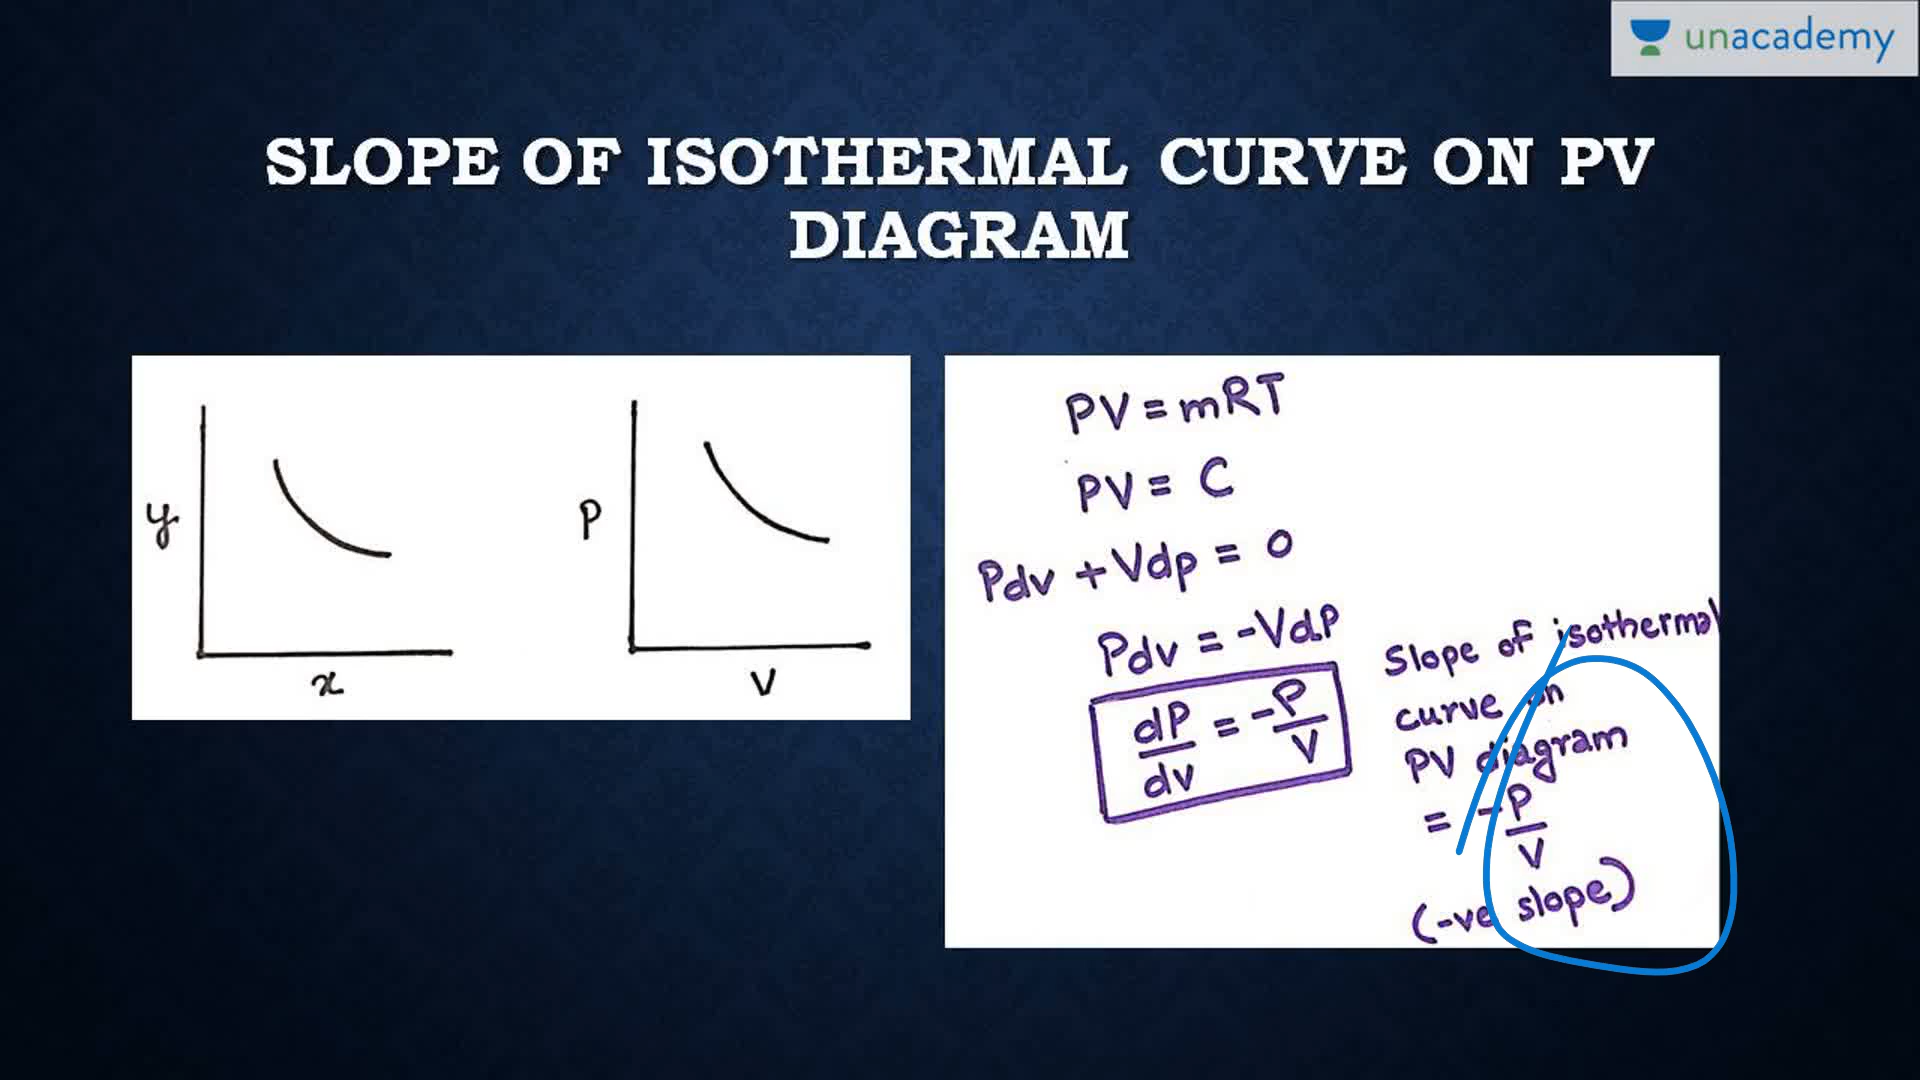 unacademy
SLOPE OF ISOTHERMAL CURVE ON PV
DIAGRAM
y
x
P
V
PV = mRT
PV = C
Pdv + Vdp = 0
Pdv = -VdP
dP/dv = -P/V
Slope of isothermal
curve on
PV diagram
= -P/V
(-ve slope)